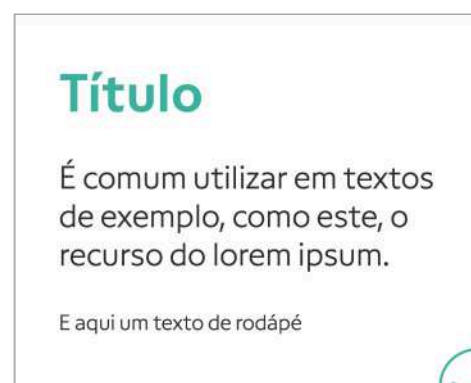 Título
É comum utilizar em textos
de exemplo, como este, o
recurso do lorem ipsum.
E aqui um texto de rodápé